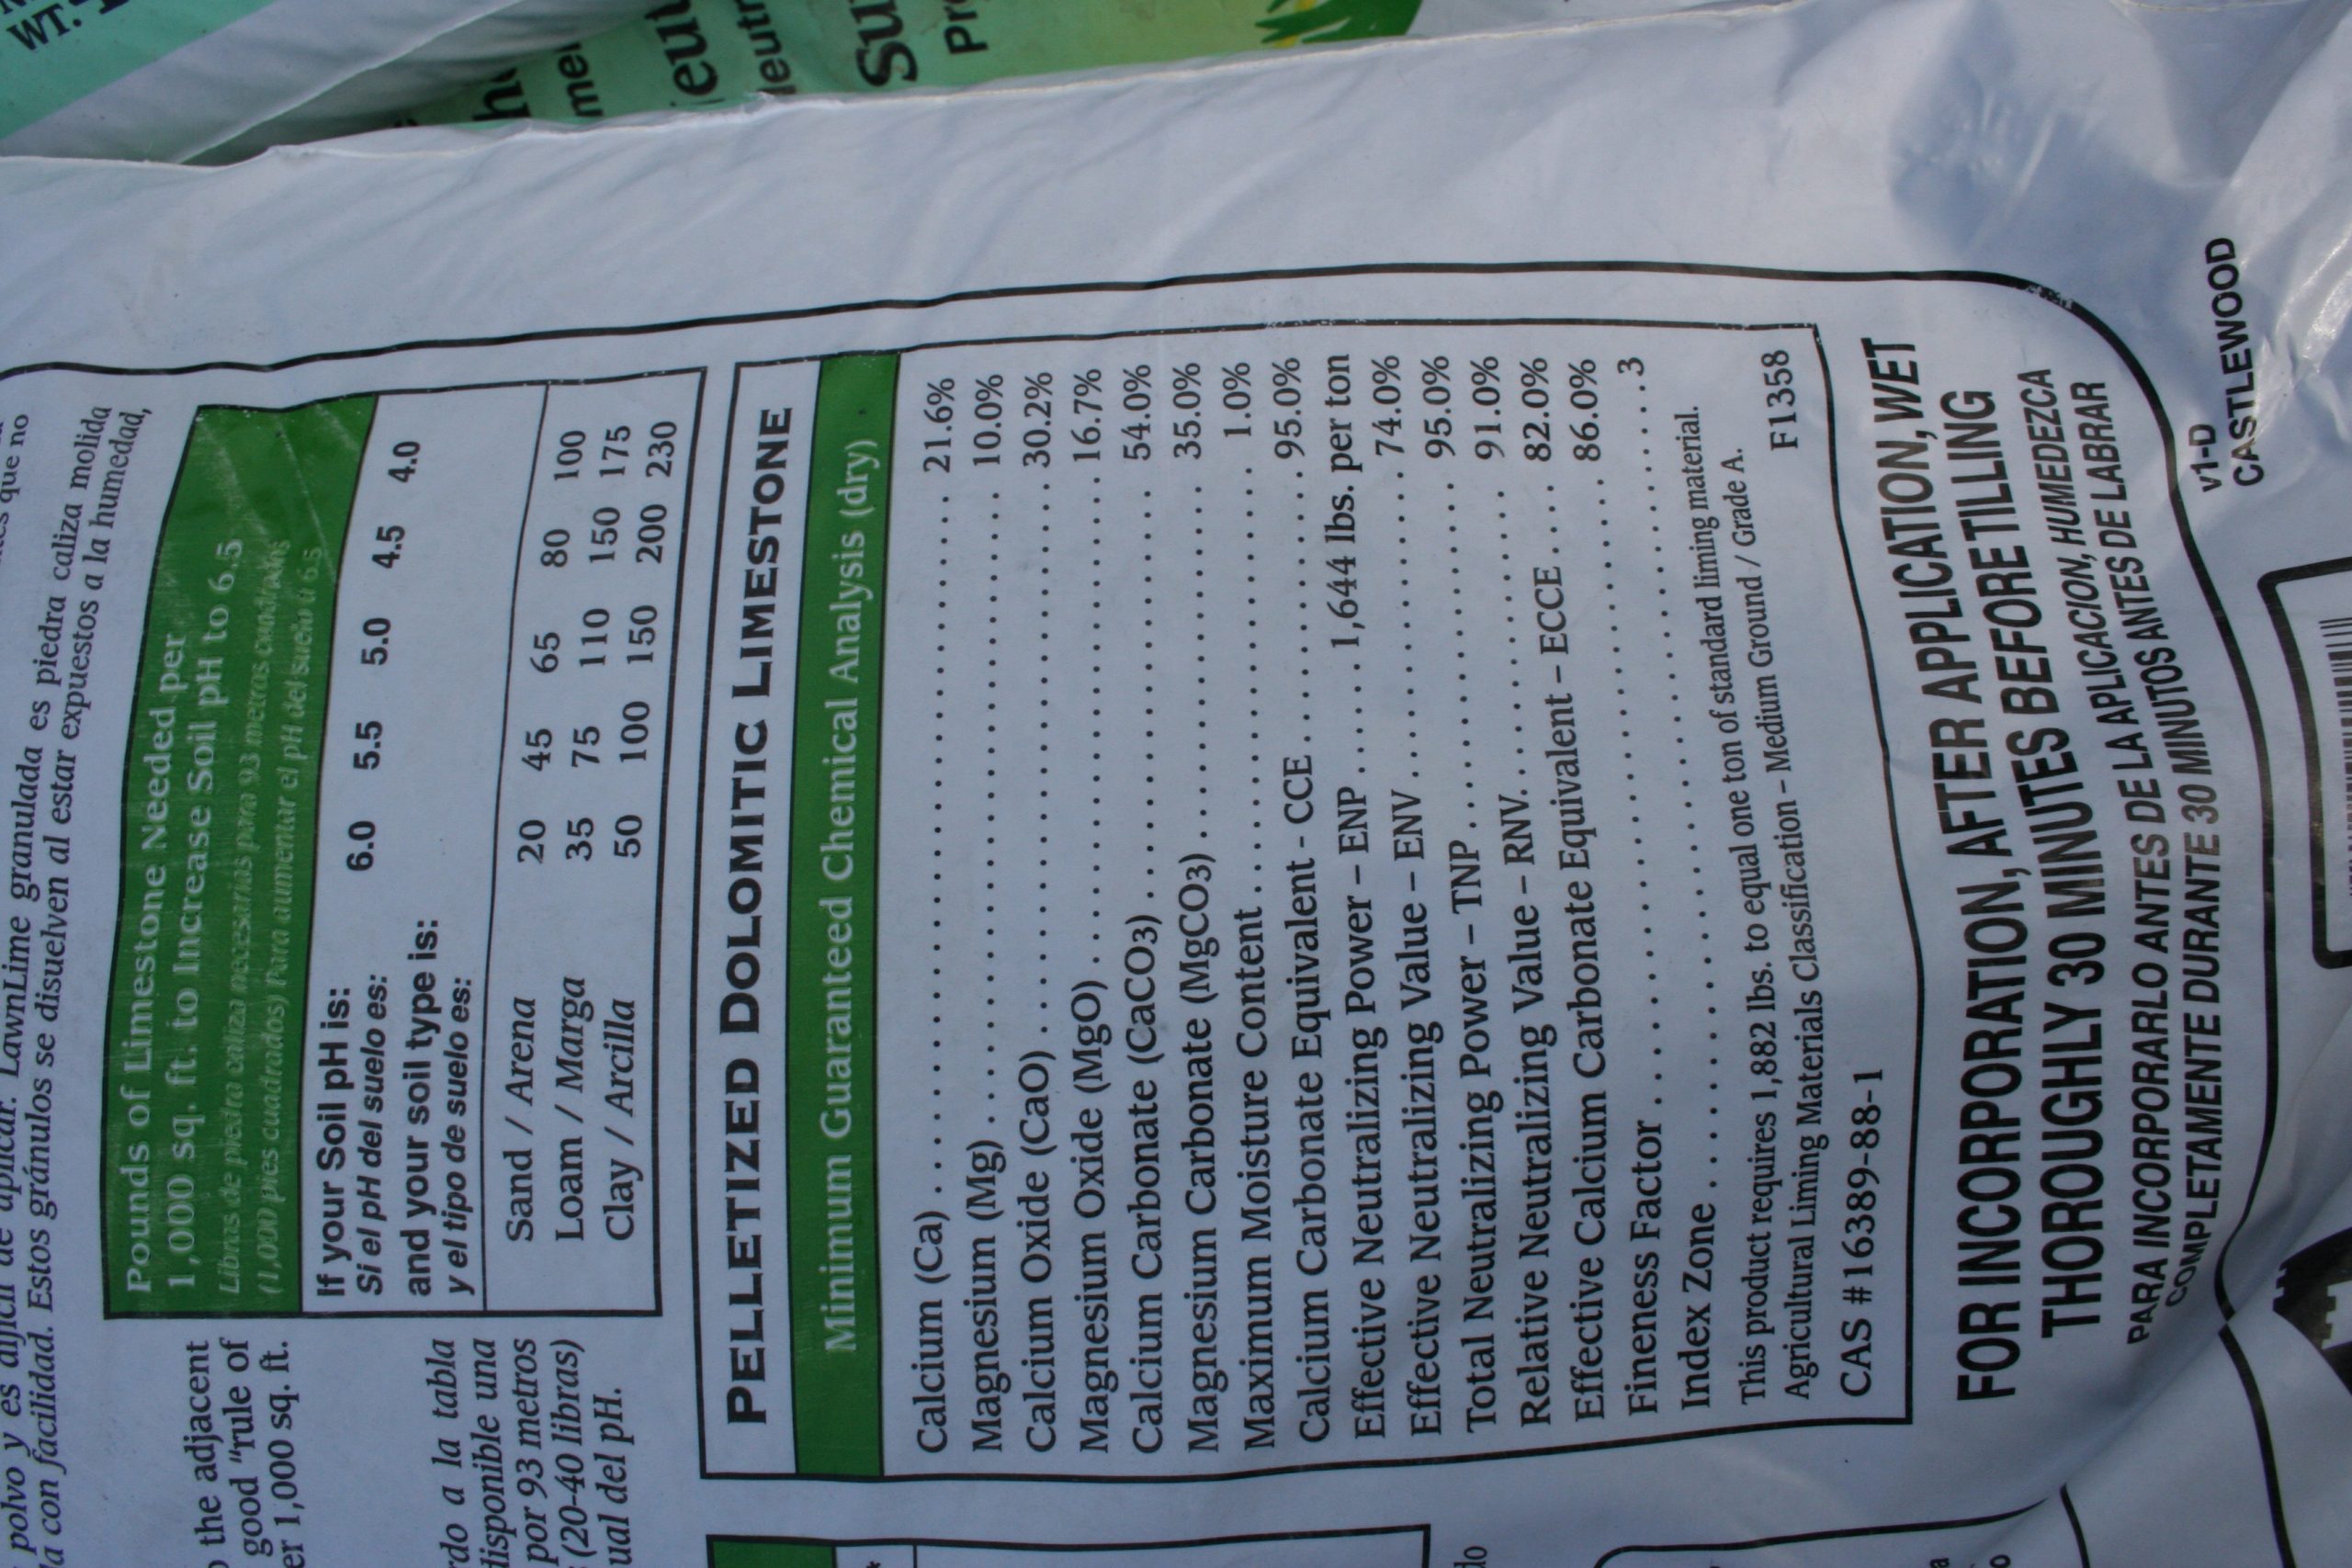 WT.
eutr
Su
Pr
es que no
polvo y es difícil de aplicar. LawnLime granulada es piedra caliza molida
a con facilidad. Estos gránulos se disuelven al estar expuestos a la humedad,
the adjacent
good "rule of
er 1,000 sq. ft.
rdo a la tabla
disponible una
por 93 metros
(20-40 libras)
ual del pH.
Pounds of Limestone Needed per
1,000 sq. ft. to Increase Soil pH to 6.5
Libras de piedra caliza necesarias para 93 metros cuadrados
(1,000 pies cuadrados) Para aumentar el pH del suelo a 6.5
If your Soil pH is: 6.0 5.5 5.0 4.5 4.0
Si el pH del suelo es:
and your soil type is:
y el tipo de suelo es:
Sand / Arena 20 45 65 80 100
Loam / Marga 35 75 110 150 175
Clay / Arcilla 50 100 150 200 230
PELLETIZED DOLOMITIC LIMESTONE
Minimum Guaranteed Chemical Analysis (dry)
Calcium (Ca) 21.6%
Magnesium (Mg) 10.0%
Calcium Oxide (CaO) 30.2%
Magnesium Oxide (MgO) 16.7%
Calcium Carbonate (CaCO3) 54.0%
Magnesium Carbonate (MgCO3) 35.0%
Maximum Moisture Content 1.0%
Calcium Carbonate Equivalent - CCE 95.0%
Effective Neutralizing Power – ENP 1,644 lbs. per ton
Effective Neutralizing Value – ENV 74.0%
Total Neutralizing Power – TNP 95.0%
Relative Neutralizing Value – RNV 91.0%
Effective Calcium Carbonate Equivalent – ECCE 82.0%
Fineness Factor 86.0%
Index Zone 3
This product requires 1,882 lbs. to equal one ton of standard liming material.
Agricultural Liming Materials Classification – Medium Ground / Grade A.
CAS #16389-88-1 F1358
FOR INCORPORATION, AFTER APPLICATION, WET
THOROUGHLY 30 MINUTES BEFORE TILLING
PARA INCORPORARLO ANTES DE LA APLICACION, HUMEDEZCA
COMPLETAMENTE DURANTE 30 MINUTOS ANTES DE LABRAR
v1-D
CASTLEWOOD